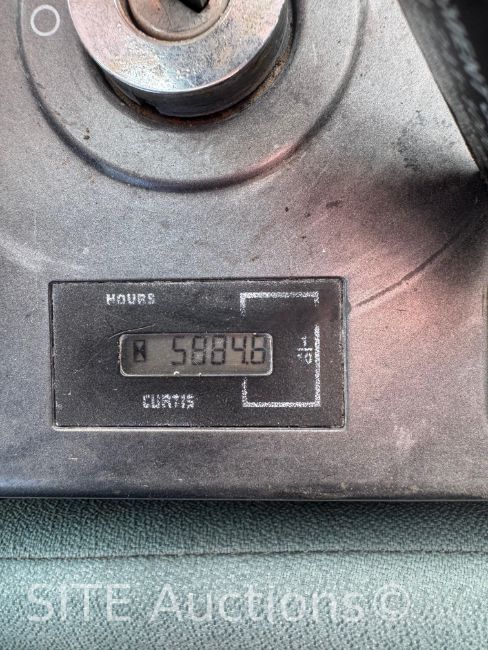 HOURS
5884.6
1/10
CURTIS
SITE Auctions©